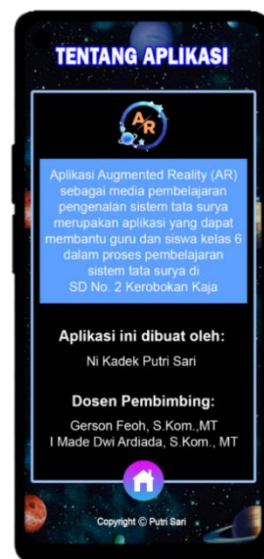 TENTANG APLIKASI
AR
Aplikasi Augmented Reality (AR)
sebagai media pembelajaran
pengenalan sistem tata surya
merupakan aplikasi yang dapat
membantu guru dan siswa kelas 6
dalam proses pembelajaran
sistem tata surya di
SD No. 2 Kerobokan Kaja
Aplikasi ini dibuat oleh:
Ni Kadek Putri Sari
Dosen Pembimbing:
Gerson Feoh, S.Kom.,MT
I Made Dwi Ardiada, S.Kom., MT
Copyright © Putri Sari